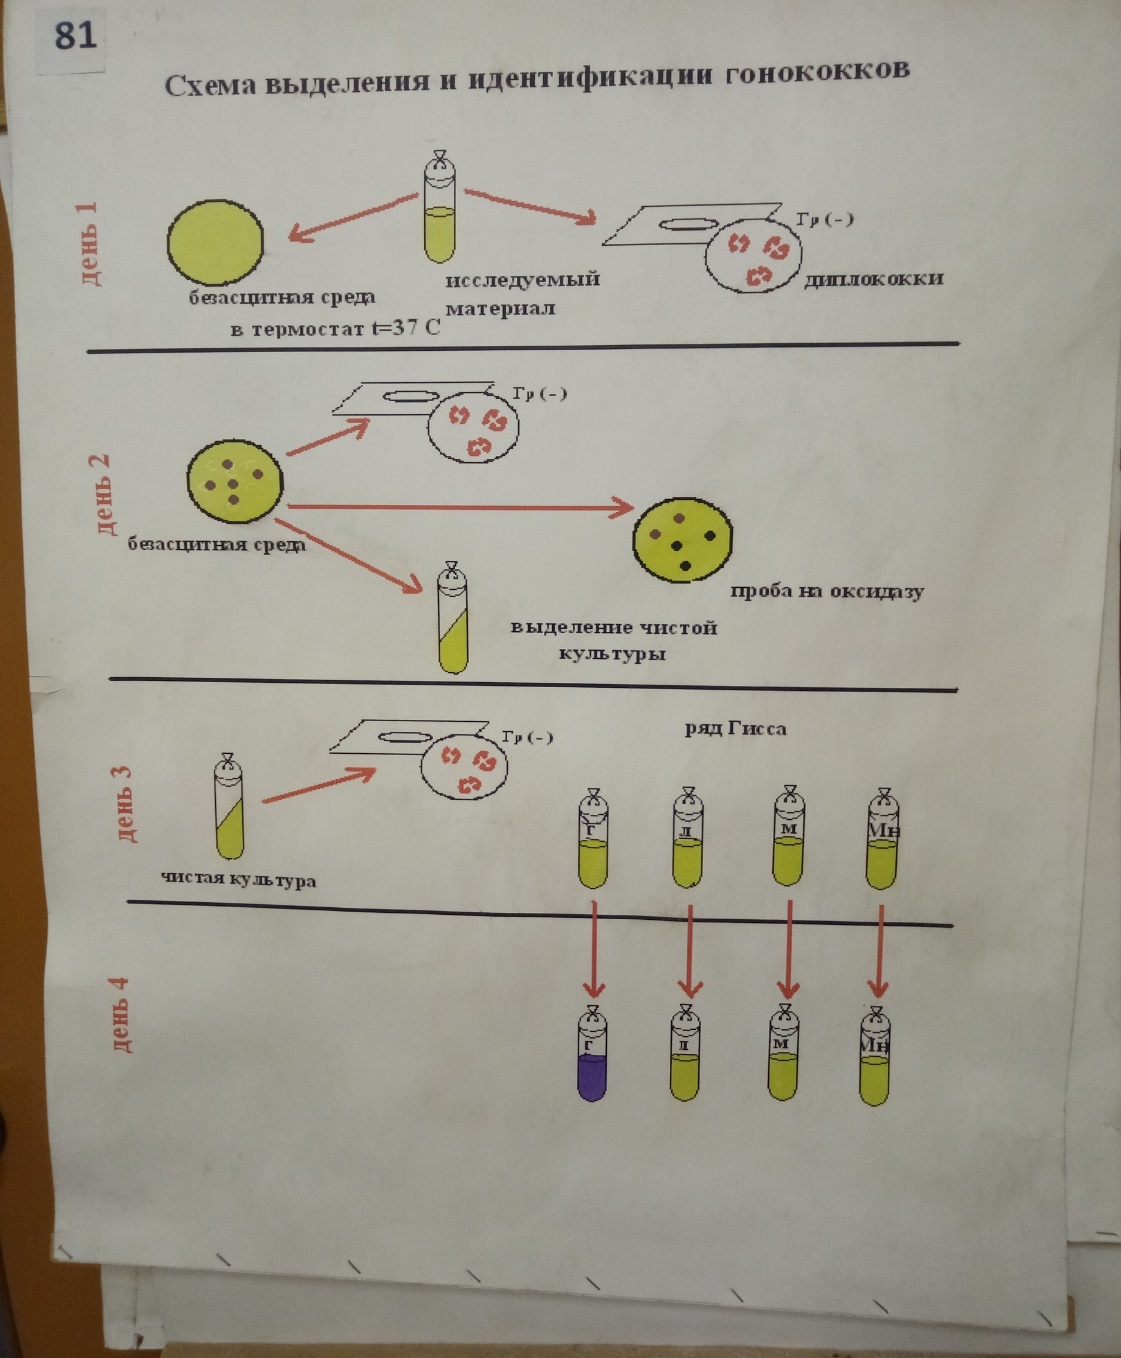 81
Схема выделения и идентификации гонококков
день 1
Гр (-)
исследуемый
материал
диплококки
безасцитная среда
в термостат t=37 С
день 2
Гр (-)
безасцитная среда
проба на оксидазу
выделение чистой
культуры
день 3
Гр (-)
ряд Гисса
г
л
м
Мн
чистая культура
день 4
г
л
м
Мн